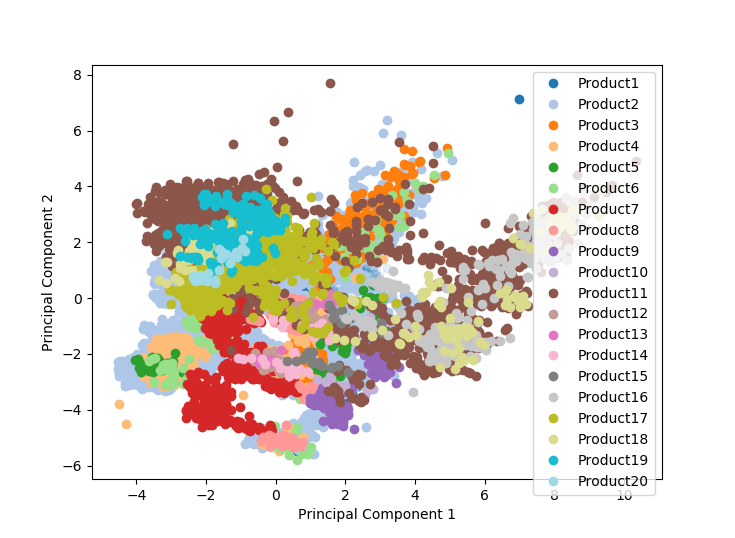 8
6
4
2
0
−2
−4
−6
Principal Component 2
−4
−2
0
2
4
6
8
10
Principal Component 1
Product1
Product2
Product3
Product4
Product5
Product6
Product7
Product8
Product9
Product10
Product11
Product12
Product13
Product14
Product15
Product16
Product17
Product18
Product19
Product20